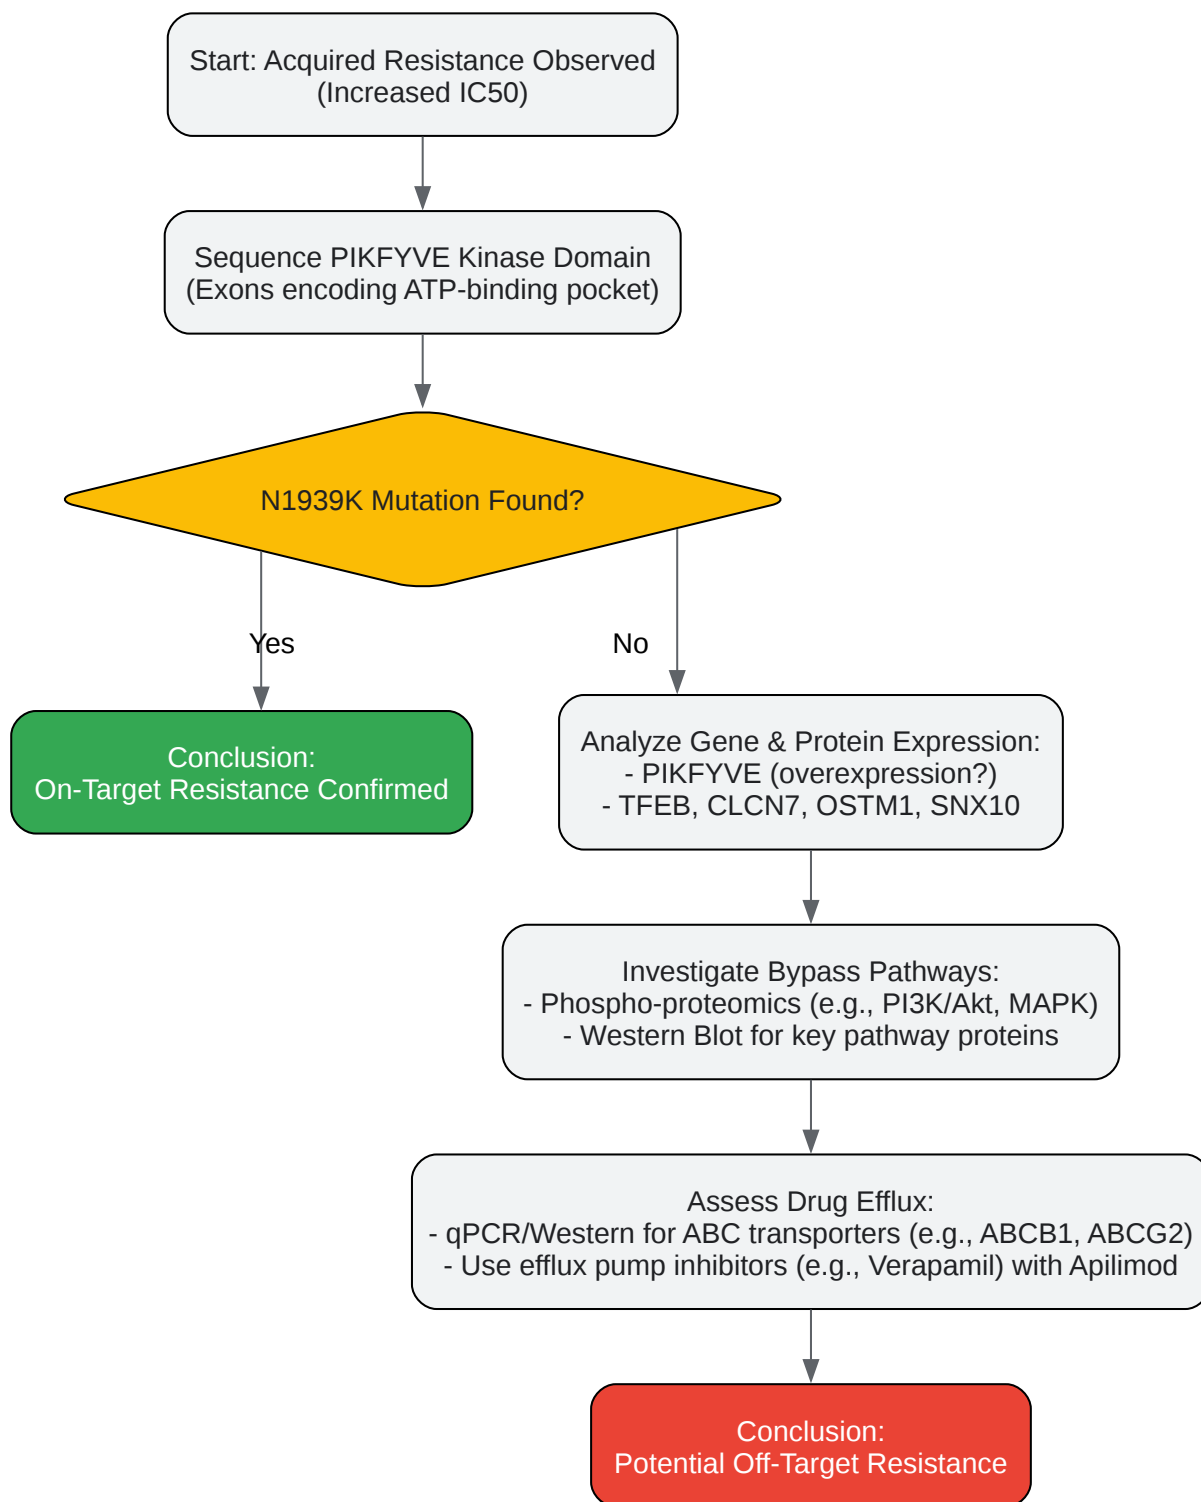 Start: Acquired Resistance Observed
(Increased IC50)
Sequence PIKFYVE Kinase Domain
(Exons encoding ATP-binding pocket)
N1939K Mutation Found?
Yes
No
Conclusion:
On-Target Resistance Confirmed
Analyze Gene & Protein Expression:
- PIKFYVE (overexpression?)
- TFEB, CLCN7, OSTM1, SNX10
Investigate Bypass Pathways:
- Phospho-proteomics (e.g., PI3K/Akt, MAPK)
- Western Blot for key pathway proteins
Assess Drug Efflux:
- qPCR/Western for ABC transporters (e.g., ABCB1, ABCG2)
- Use efflux pump inhibitors (e.g., Verapamil) with Apilimod
Conclusion:
Potential Off-Target Resistance